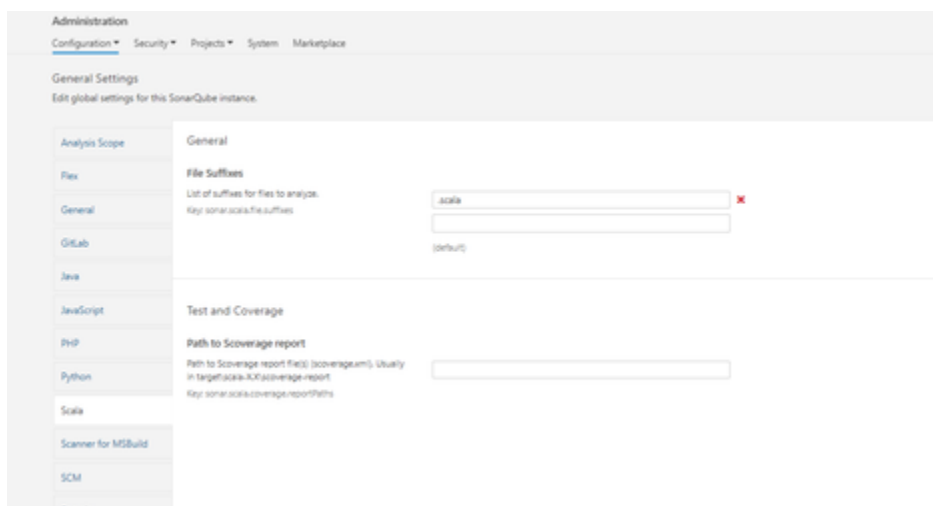 Administration
Configuration Security Projects System Marketplace
General Settings
Edit global settings for this SonarQube instance.
Analysis Scope
Flex
General
GitLab
Java
JavaScript
PHP
Python
Scala
Scanner for MSBuild
SCM
General
File Suffixes
List of suffixes for files to analyze.
Key: sonar.scala.file.suffixes
.scala
(default)
Test and Coverage
Path to Scoverage report
Path to Scoverage report file(s) (scoverage.xml). Usually
in target\scala-X.X\scoverage-report
Key: sonar.scala.coverage.reportPaths